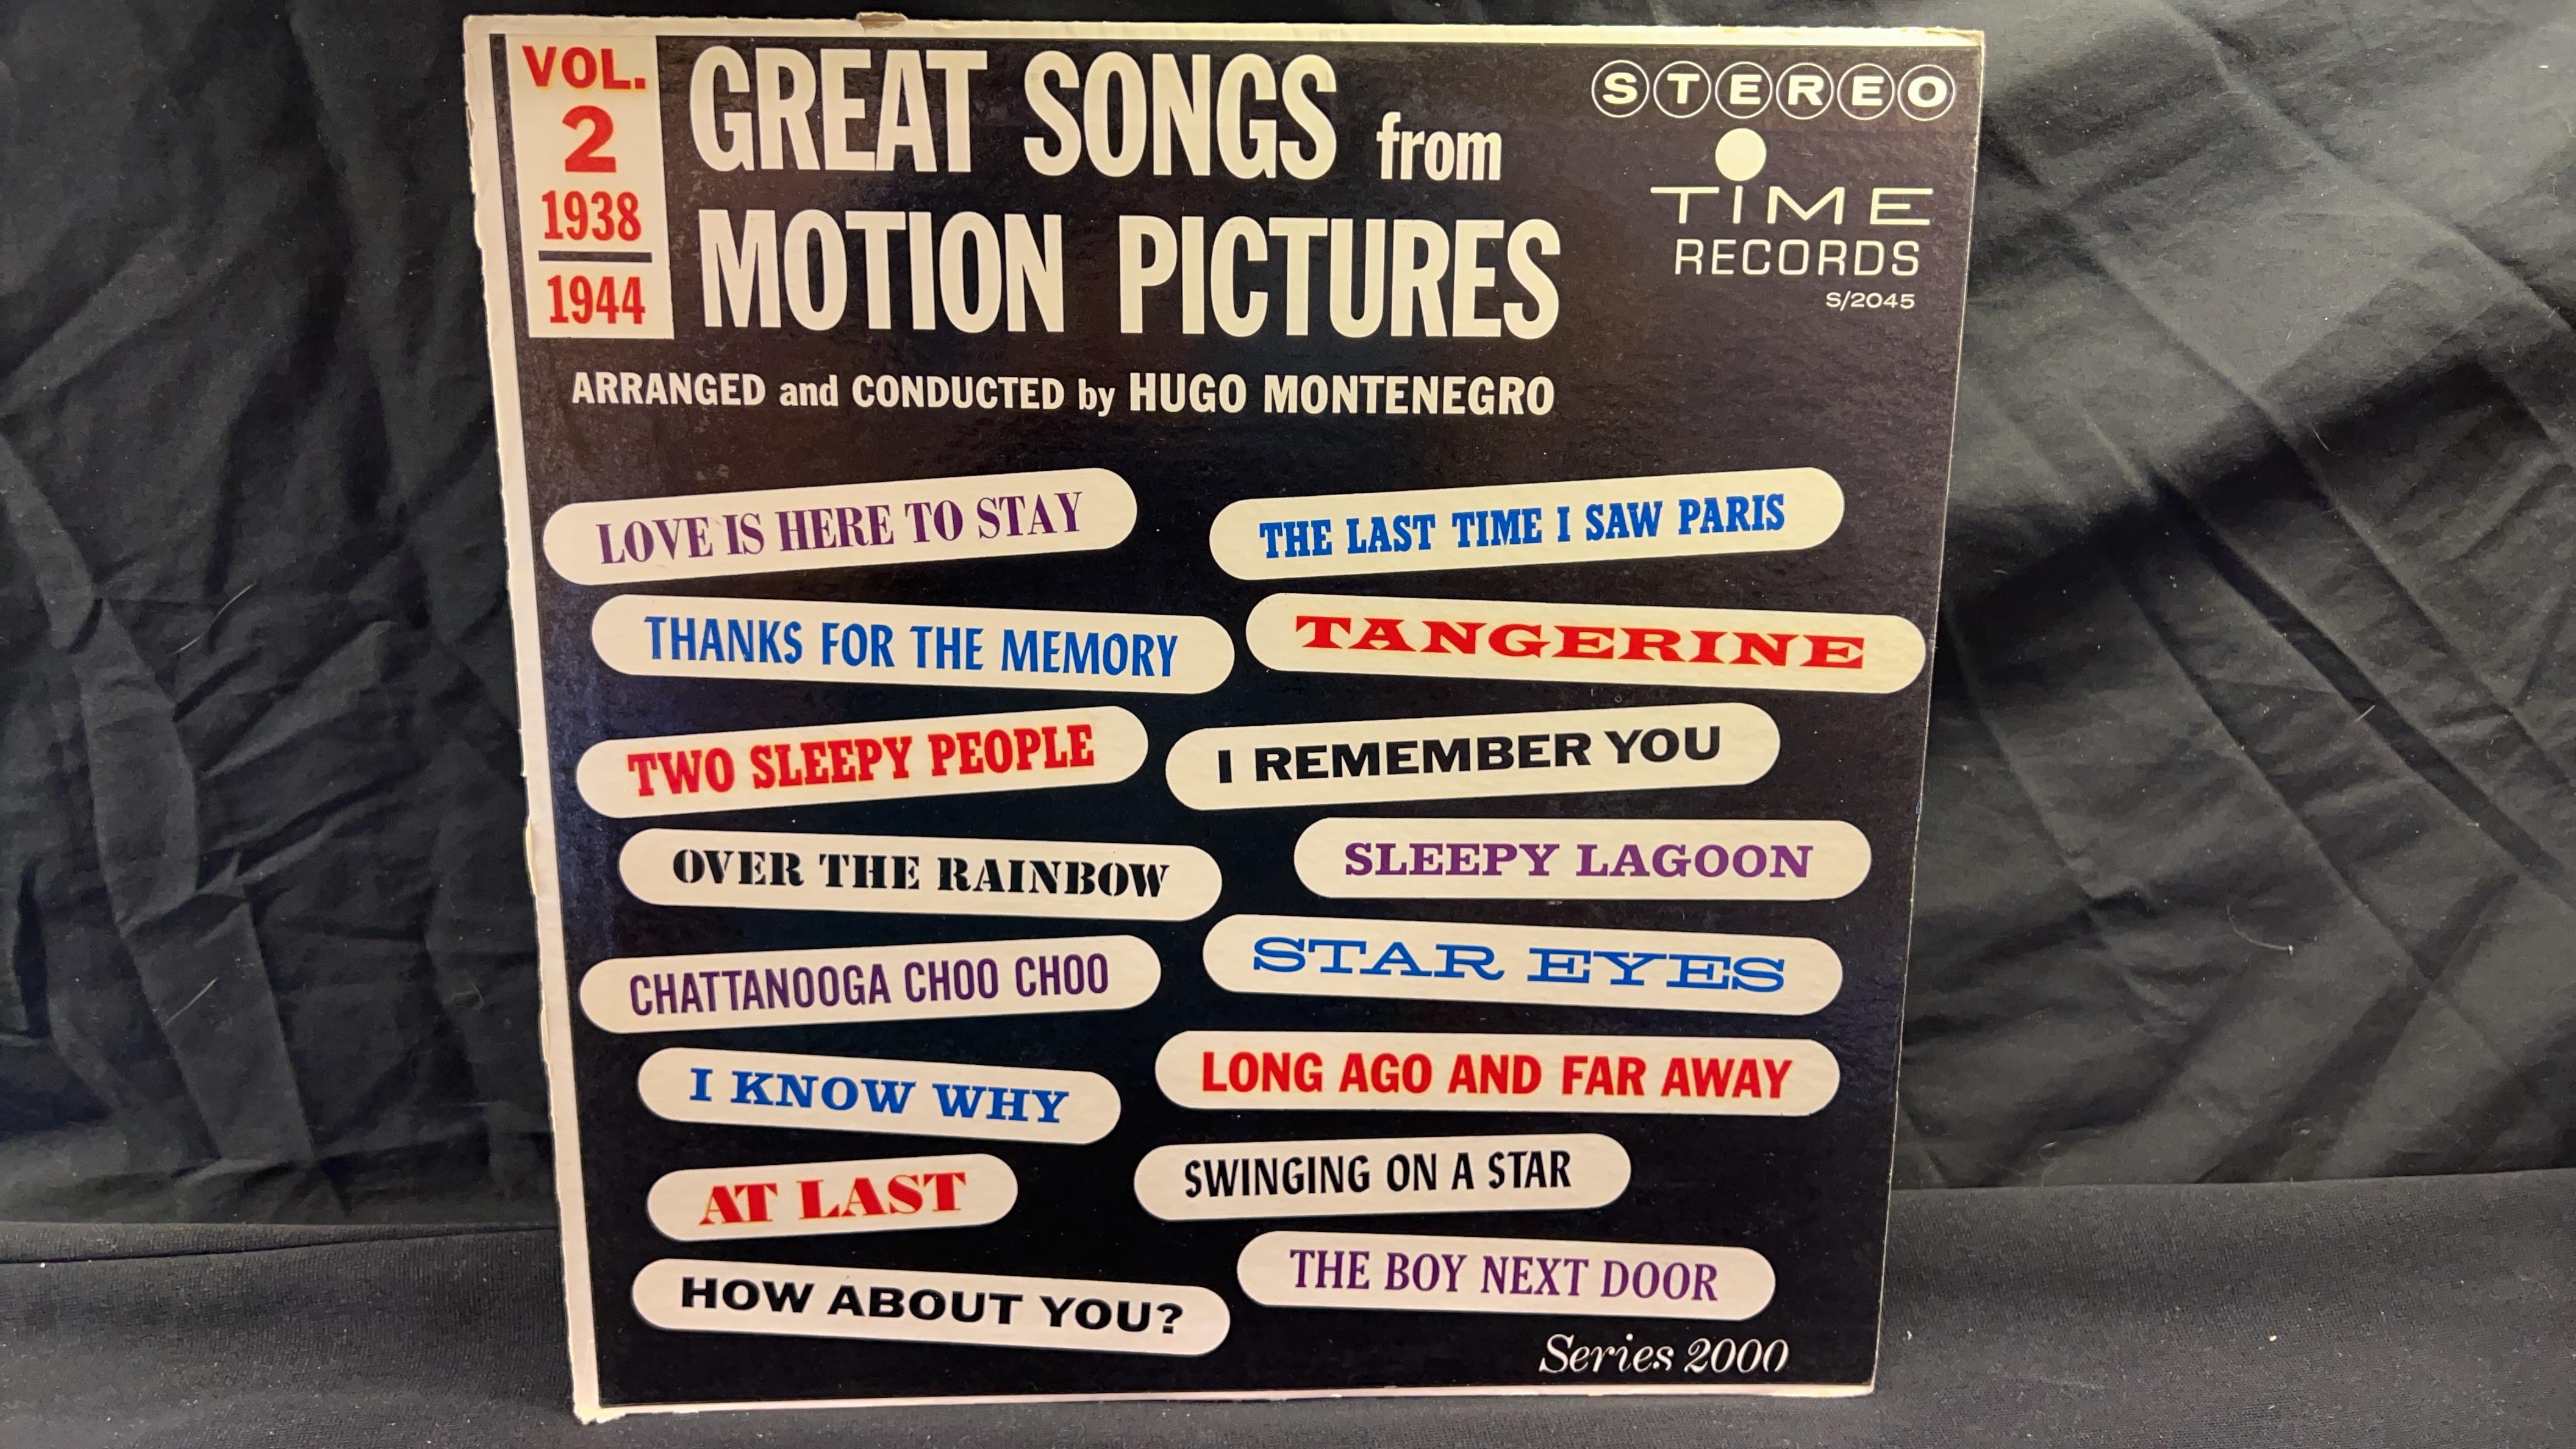 VOL.
2
1938
1944
GREAT SONGS from
MOTION PICTURES
STEREO
TIME
RECORDS
S/2045
ARRANGED and CONDUCTED by HUGO MONTENEGRO
LOVE IS HERE TO STAY
THANKS FOR THE MEMORY
TWO SLEEPY PEOPLE
OVER THE RAINBOW
CHATTANOOGA CHOO CHOO
I KNOW WHY
AT LAST
HOW ABOUT YOU?
THE LAST TIME I SAW PARIS
TANGERINE
I REMEMBER YOU
SLEEPY LAGOON
STAR EYES
LONG AGO AND FAR AWAY
SWINGING ON A STAR
THE BOY NEXT DOOR
Series 2000